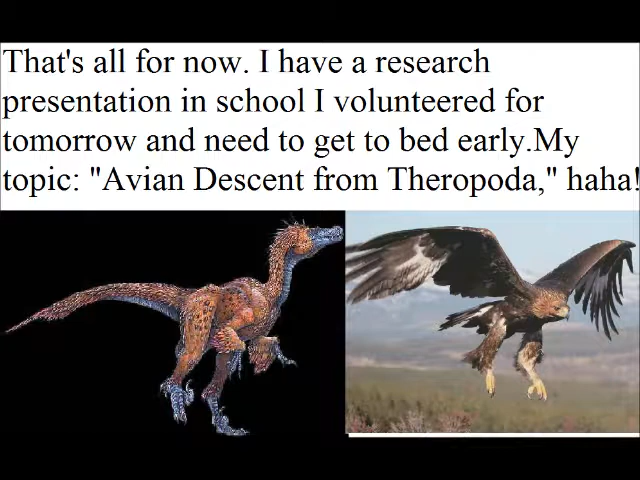 That's all for now. I have a research
presentation in school I volunteered for
tomorrow and need to get to bed early.My
topic: "Avian Descent from Theropoda," haha!